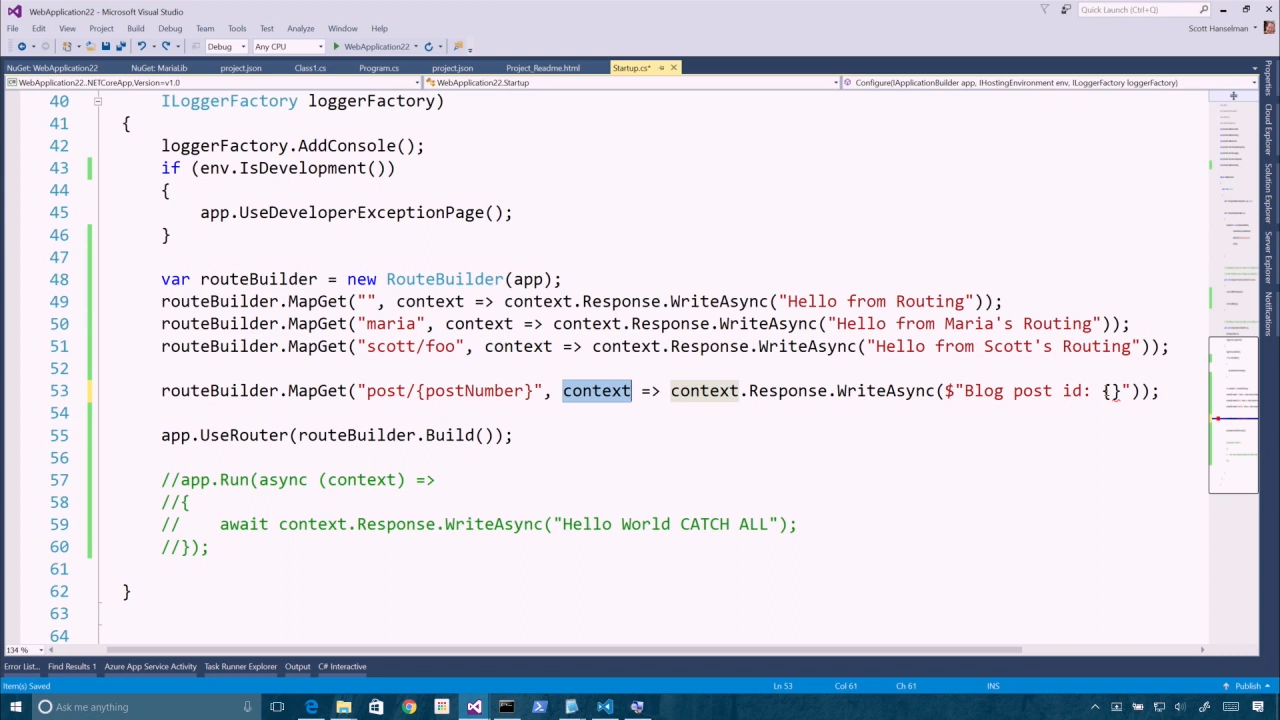 WebApplication22 - Microsoft Visual Studio
Quick Launch (Ctrl+Q)
File Edit View Project Build Debug Team Tools Test Analyze Window Help
Scott Hanselman
Debug Any CPU WebApplication22
NuGet: WebApplication22 NuGet: MariaLib project.json Class1.cs Program.cs project.json Project_Readme.html Startup.cs*
WebApplication22..NETCoreApp,Version=v1.0 WebApplication22.Startup Configure(IApplicationBuilder app, IHostingEnvironment env, ILoggerFactory loggerFactory)
40 ILoggerFactory loggerFactory)
41 {
42 loggerFactory.AddConsole();
43 if (env.IsDevelopment())
44 {
45 app.UseDeveloperExceptionPage();
46 }
47
48 var routeBuilder = new RouteBuilder(app);
49 routeBuilder.MapGet("", context => context.Response.WriteAsync("Hello from Routing"));
50 routeBuilder.MapGet("maria", context => context.Response.WriteAsync("Hello from Maria's Routing"));
51 routeBuilder.MapGet("scott/foo", context => context.Response.WriteAsync("Hello from Scott's Routing"));
52
53 routeBuilder.MapGet("post/{postNumber}", context => context.Response.WriteAsync($"Blog post id: {}"));
54
55 app.UseRouter(routeBuilder.Build());
56
57 //app.Run(async (context) =>
58 //{
59 // await context.Response.WriteAsync("Hello World CATCH ALL");
60 //});
61
62 }
63
64
134 %
Properties
Cloud Explorer
Solution Explorer
Server Explorer
Notifications
Error List... Find Results 1 Azure App Service Activity Task Runner Explorer Output C# Interactive
Item(s) Saved Ln 53 Col 61 Ch 61 INS Publish
Ask me anything